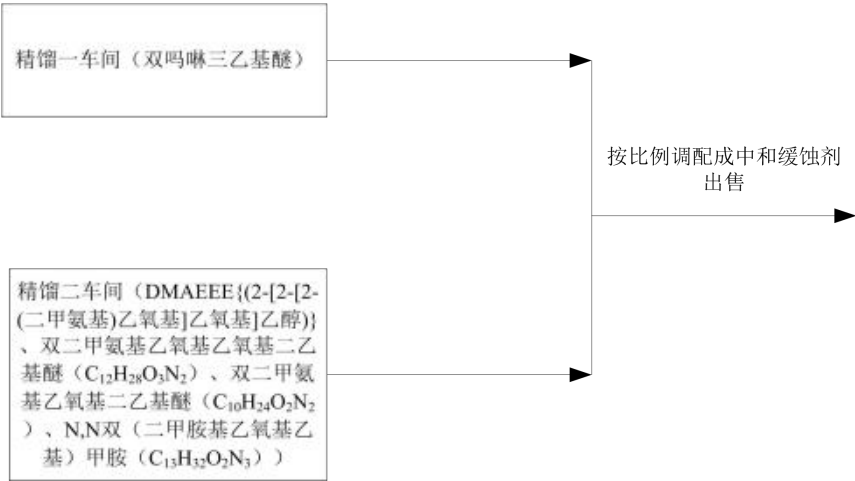 精馏一车间（双吗啉三乙基醚）
按比例调配成中和缓蚀剂
出售
精馏二车间（DMAEEE{(2-[2-[2-
(二甲氨基)乙氧基]乙氧基]乙醇)}
、双二甲氨基乙氧基乙氧基二乙
基醚（C₁₂H₂₈O₃N₂）、双二甲氨
基乙氧基二乙基醚（C₁₀H₂₄O₂N₂
）、N,N双（二甲胺基乙氧基乙
基）甲胺（C₁₃H₃₂O₂N₃））